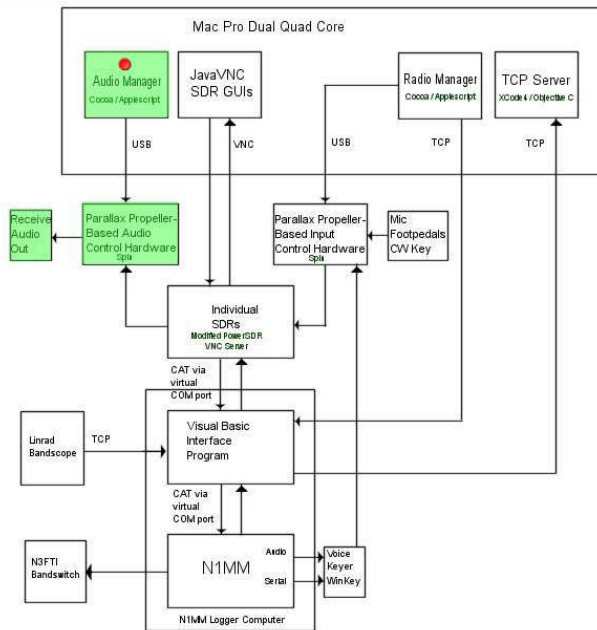 Mac Pro Dual Quad Core
Audio Manager
Cocoa / Applescript
JavaVNC
SDR GUIs
Radio Manager
Cocoa / Applescript
TCP Server
XCode 4 / Objective C
USB
VNC
USB
TCP
TCP
Receive
Audio
Out
Parallax Propeller-
Based Audio
Control Hardware
Spin
Parallax Propeller-
Based Input
Control Hardware
Spin
Mic
Footpedals
CW Key
Individual
SDRs
Modified PowerSDR
VNC Server
CAT via
virtual
COM port
Linrad
Bandscope
TCP
Visual Basic
Interface
Program
CAT via
virtual
COM port
N3FTI
Bandswitch
N1MM
Audio
Serial
Voice
Keyer
WinKey
N1MM Logger Computer